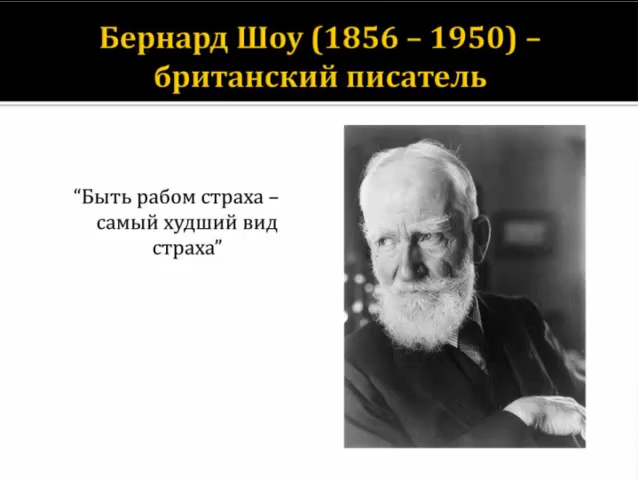 Бернард Шоу (1856 – 1950) –
британский писатель
“Быть рабом страха –
самый худший вид
страха”